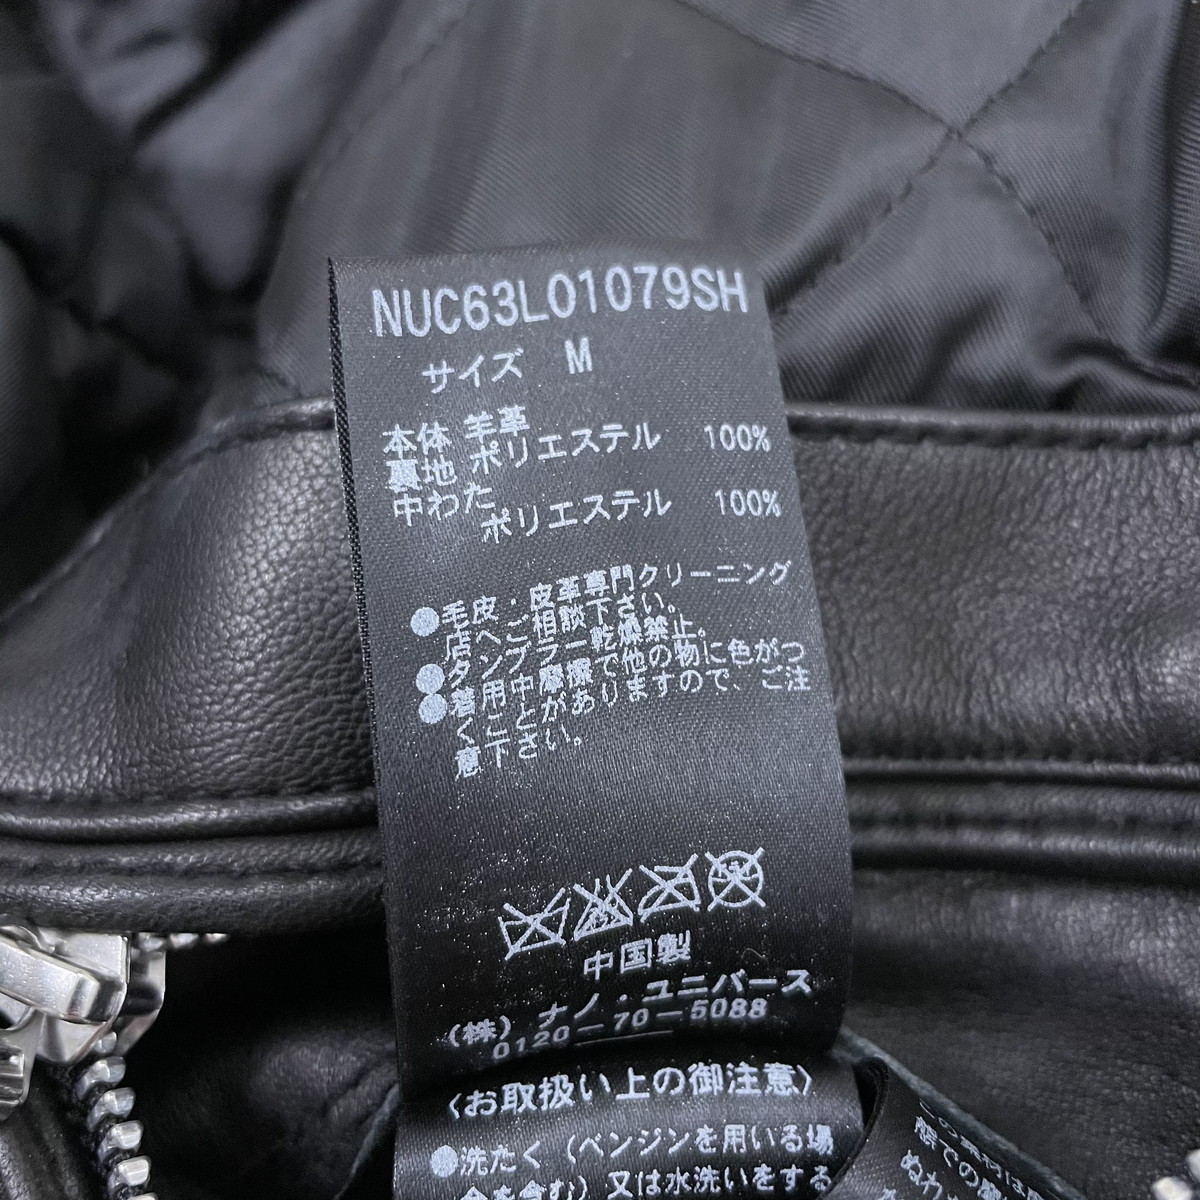 NUC63L01079SH
サイズ M
本体 羊革
裏地 ポリエステル 100%
中わた
ポリエステル 100%
●毛皮・皮革専門クリーニング
店へご相談下さい。
●タンブラー乾燥禁止。
●着用中摩擦で他の物に色がつ
くことがありますので、ご注
意下さい。
中国製
(株) ナノ・ユニバース
0120-70-5088
〈お取扱い上の御注意〉
●洗たく (ベンジンを用いる場
合を含む) 又は水洗いをする